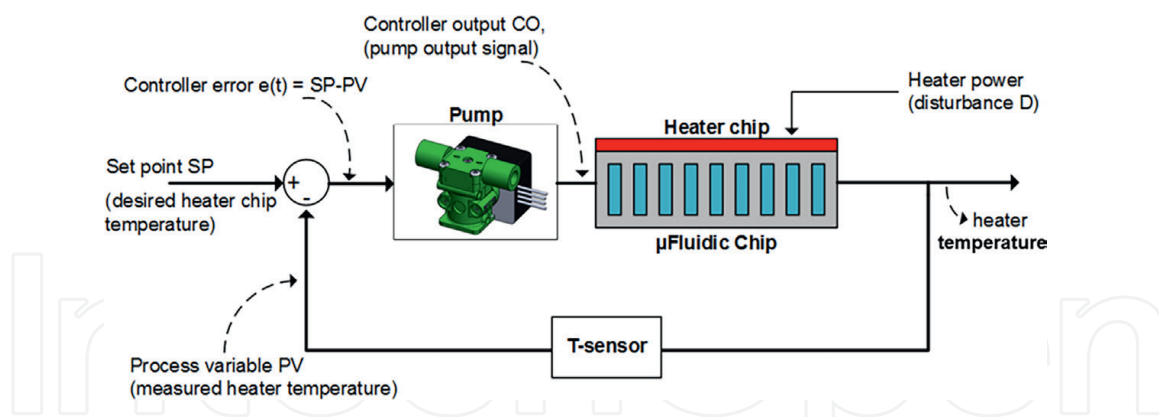 Controller output CO,
(pump output signal)
Controller error e(t) = SP-PV
Heater power
(disturbance D)
Pump
Heater chip
Set point SP
(desired heater chip
temperature)
+
-
µFluidic Chip
heater
temperature
T-sensor
Process variable PV
(measured heater temperature)